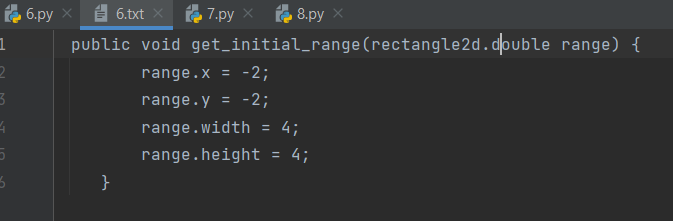 6.py 6.txt 7.py 8.py
1 public void get_initial_range(rectangle2d.double range) {
2 range.x = -2;
3 range.y = -2;
4 range.width = 4;
5 range.height = 4;
6 }